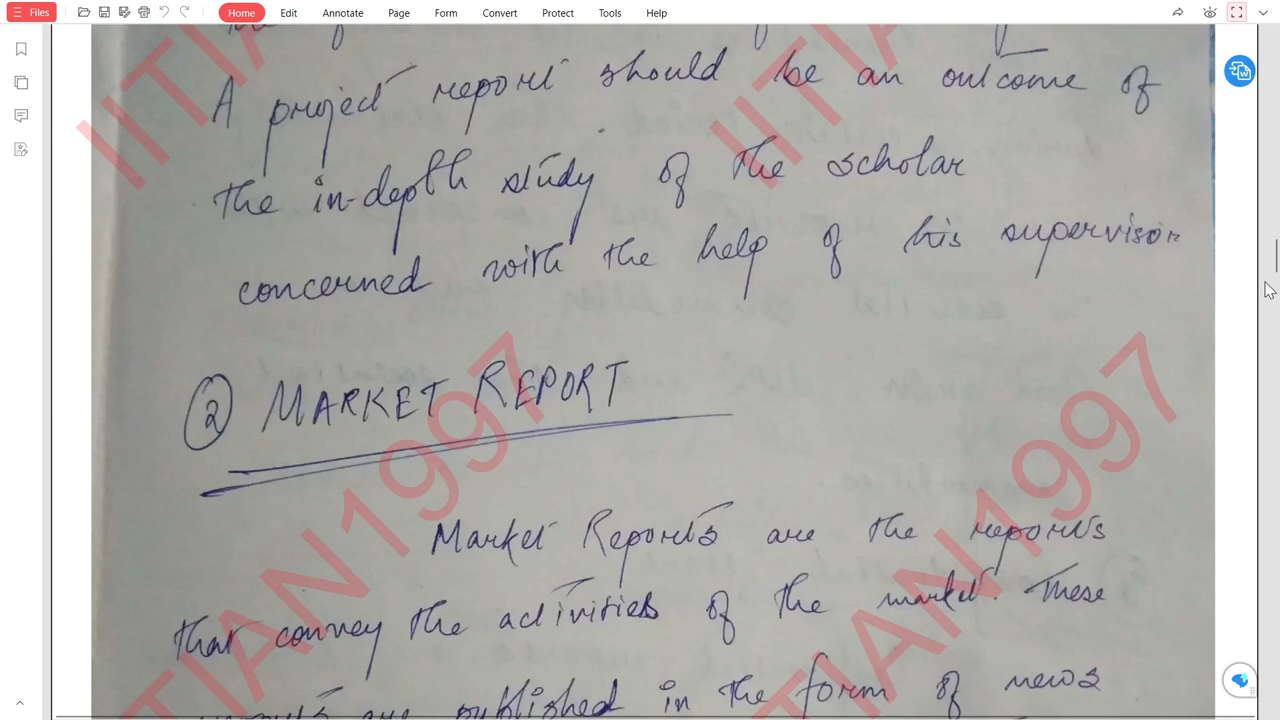 Files
Home
Edit
Annotate
Page
Form
Convert
Protect
Tools
Help
A project report should be an outcome of
the in-depth study of the scholar
concerned with the help of his supervisor
2 MARKET REPORT
Market Reports are the reports
that convey the activities of the market. These
are published in the form of news
IITIAN1997